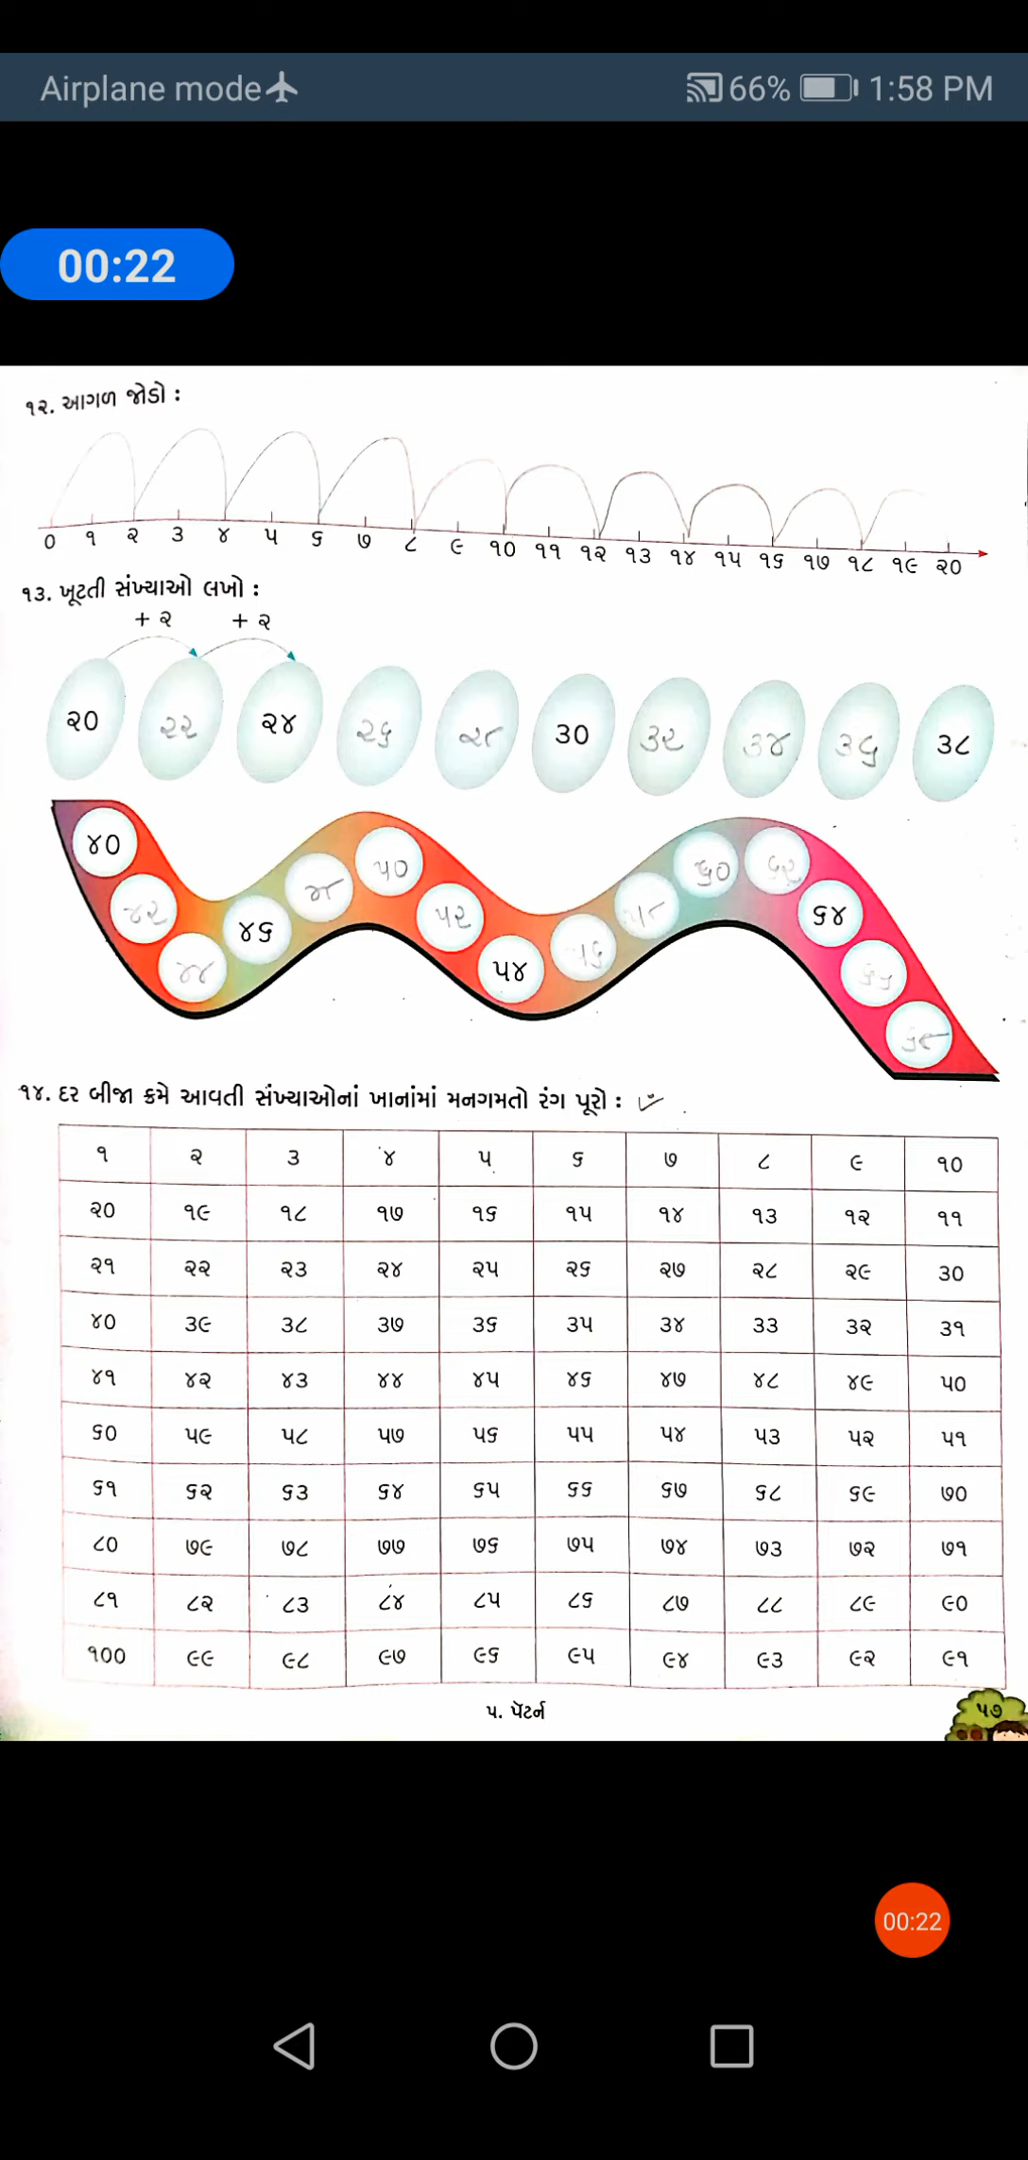 Airplane mode 66% 1:58 PM
00:22
૧૨. આગળ જોડો :
૦ ૧ ૨ ૩ ૪ ૫ ૬ ૭ ૮ ૯ ૧૦ ૧૧ ૧૨ ૧૩ ૧૪ ૧૫ ૧૬ ૧૭ ૧૮ ૧૯ ૨૦
૧૩. ખૂટતી સંખ્યાઓ લખો :
+ ૨ + ૨
૨૦ ૨૨ ૨૪ ૨૬ ૨૮ ૩૦ ૩૨ ૩૪ ૩૬ ૩૮
૪૦ ૪૨ ૪૪ ૪૬ ૪૮ ૫૦ ૫૨ ૫૪ ૫૬ ૫૮ ૬૦ ૬૨ ૬૪ ૬૮
૧૪. દર બીજા ક્રમે આવતી સંખ્યાઓનાં ખાનાંમાં મનગમતો રંગ પૂરો :
૧ ૨ ૩ ૪ ૫ ૬ ૭ ૮ ૯ ૧૦
૨૦ ૧૯ ૧૮ ૧૭ ૧૬ ૧૫ ૧૪ ૧૩ ૧૨ ૧૧
૨૧ ૨૨ ૨૩ ૨૪ ૨૫ ૨૬ ૨૭ ૨૮ ૨૯ ૩૦
૪૦ ૩૯ ૩૮ ૩૭ ૩૬ ૩૫ ૩૪ ૩૩ ૩૨ ૩૧
૪૧ ૪૨ ૪૩ ૪૪ ૪૫ ૪૬ ૪૭ ૪૮ ૪૯ ૫૦
૬૦ ૫૯ ૫૮ ૫૭ ૫૬ ૫૫ ૫૪ ૫૩ ૫૨ ૫૧
૬૧ ૬૨ ૬૩ ૬૪ ૬૫ ૬૬ ૬૭ ૬૮ ૬૯ ૭૦
૮૦ ૭૯ ૭૮ ૭૭ ૭૬ ૭૫ ૭૪ ૭૩ ૭૨ ૭૧
૮૧ ૮૨ ૮૩ ૮૪ ૮૫ ૮૬ ૮૭ ૮૮ ૮૯ ૯૦
૧૦૦ ૯૯ ૯૮ ૯૭ ૯૬ ૯૫ ૯૪ ૯૩ ૯૨ ૯૧
૫. પૅટર્ન ૫૭
00:22